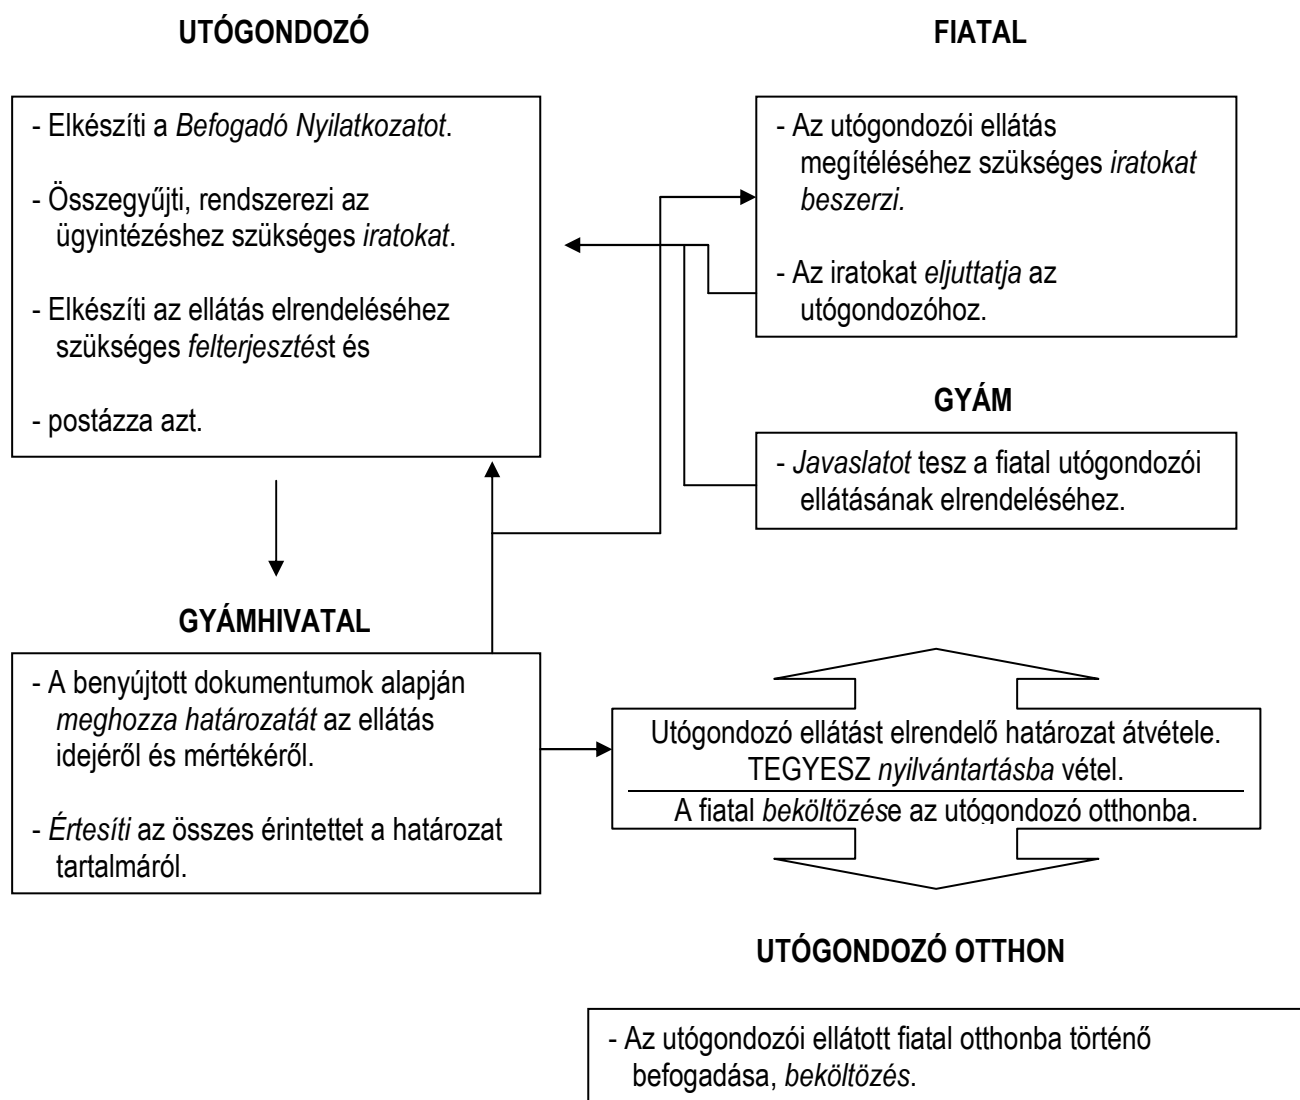 UTÓGONDOZÓ
- Elkészíti a Befogadó Nyilatkozatot.
- Összegyűjti, rendszerezi az
ügyintézéshez szükséges iratokat.
- Elkészíti az ellátás elrendeléséhez
szükséges felterjesztést és
- postázza azt.
FIATAL
- Az utógondozói ellátás
megítéléséhez szükséges iratokat
beszerzi.
- Az iratokat eljuttatja az
utógondozóhoz.
GYÁM
- Javaslatot tesz a fiatal utógondozói
ellátásának elrendeléséhez.
GYÁMHIVATAL
- A benyújtott dokumentumok alapján
meghozza határozatát az ellátás
idejéről és mértékéről.
- Értesíti az összes érintettet a határozat
tartalmáról.
Utógondozó ellátást elrendelő határozat átvétele.
TEGYESZ nyilvántartásba vétel.
A fiatal beköltözése az utógondozó otthonba.
UTÓGONDOZÓ OTTHON
- Az utógondozói ellátott fiatal otthonba történő
befogadása, beköltözés.